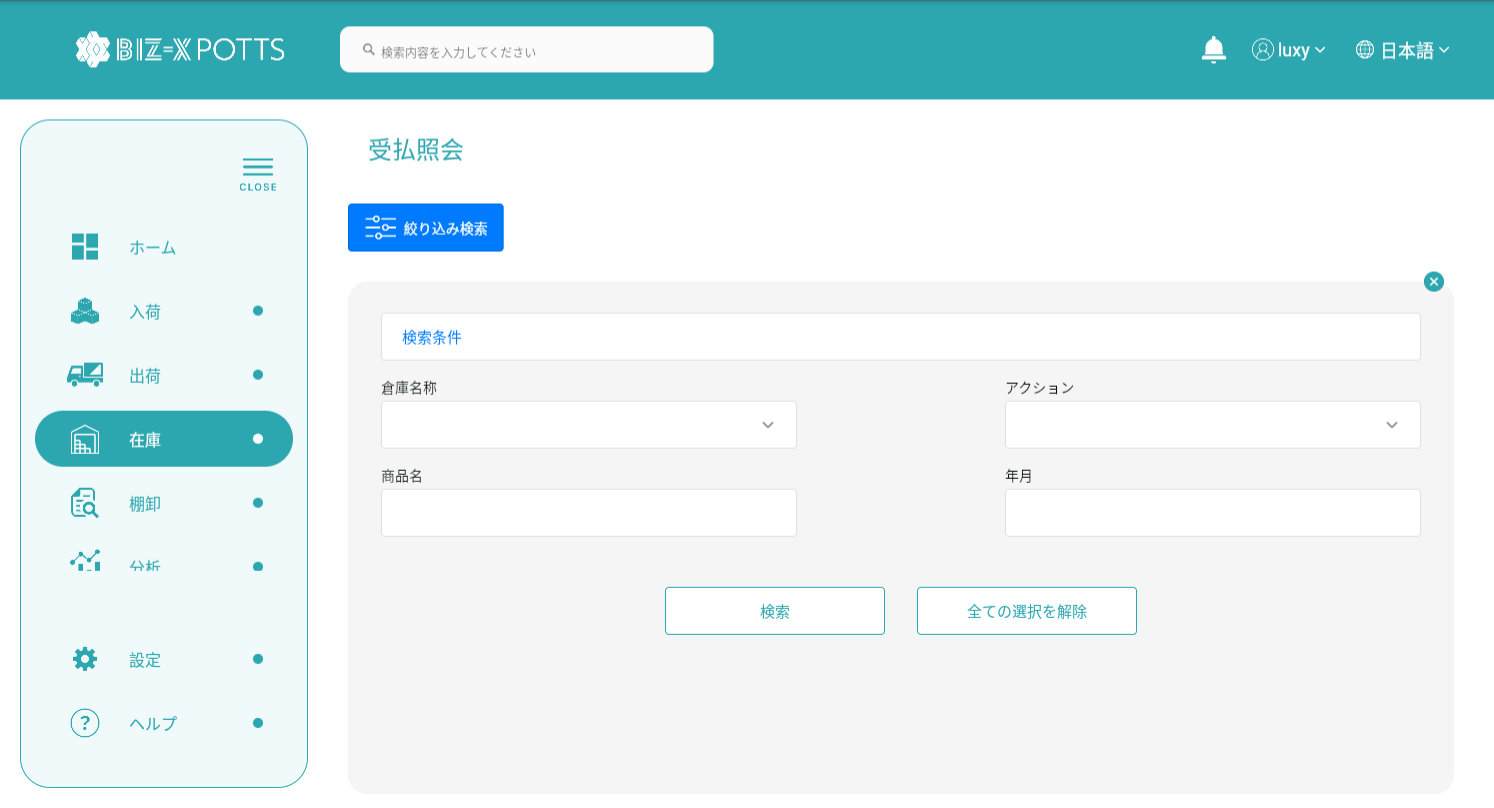 BIZ=X POTTS
検索内容を入力してください
luxy
日本語
CLOSE
ホーム
入荷
出荷
在庫
棚卸
分析
設定
?
ヘルプ
受払照会
絞り込み検索
検索条件
倉庫名称
アクション
商品名
年月
検索
全ての選択を解除